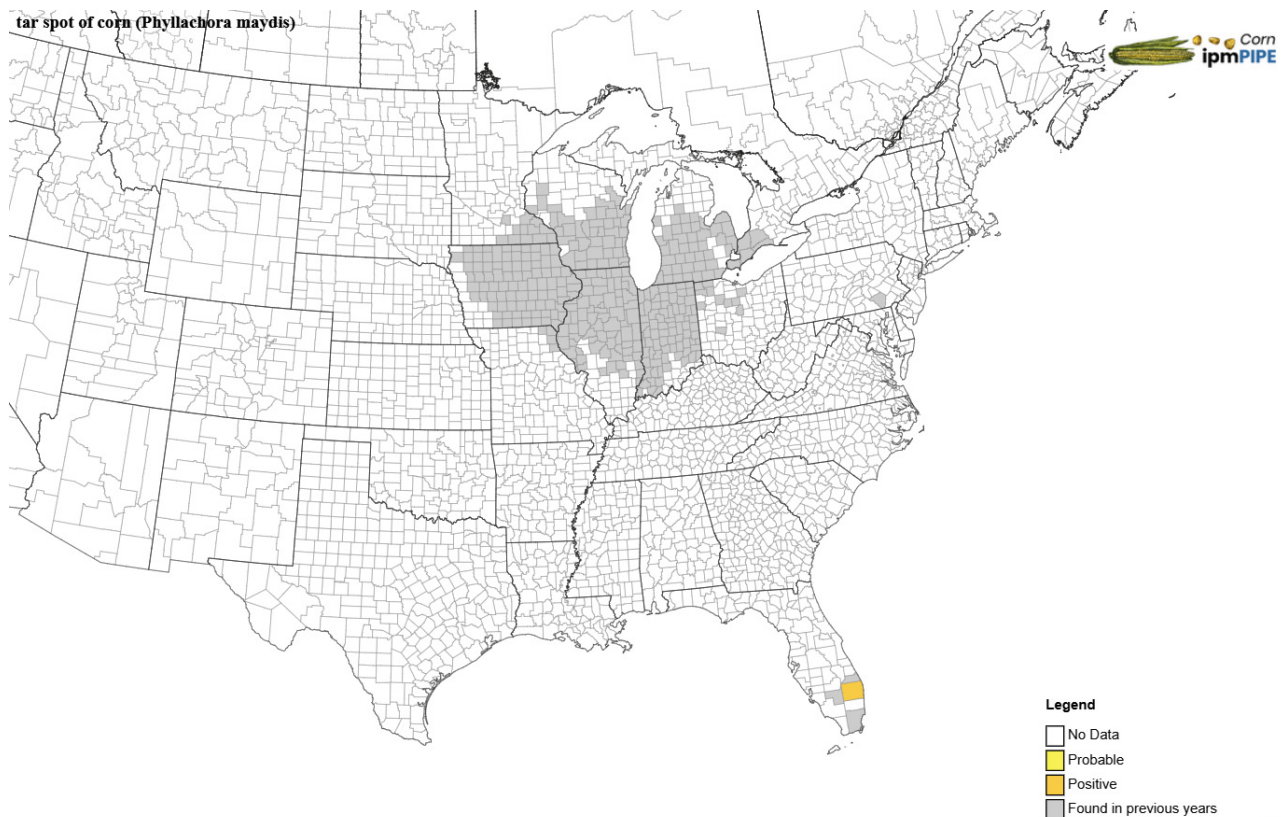 tar spot of corn (Phyllachora maydis)
Corn
ipmPIPE
Legend
No Data
Probable
Positive
Found in previous years